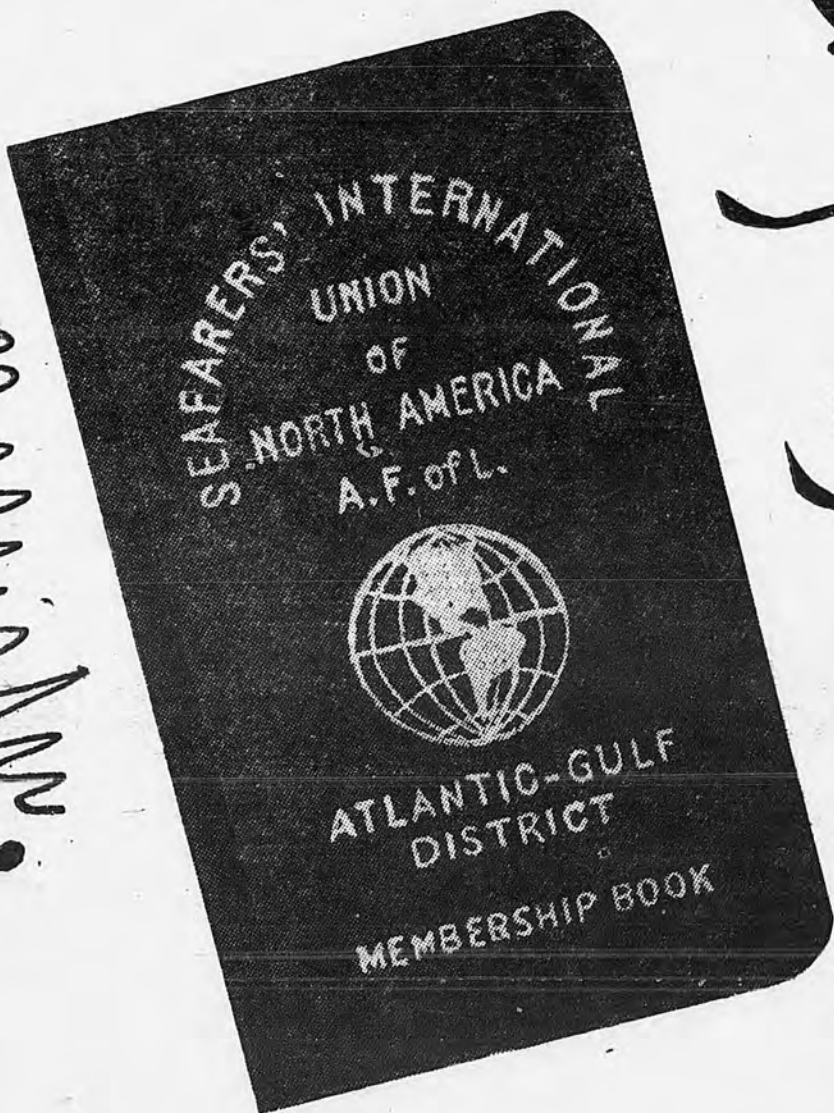 SEAFARERS' INTERNATIONAL
UNION
OF
NORTH AMERICA
A.F. of L.
ATLANTIC-GULF
DISTRICT
MEMBERSHIP BOOK